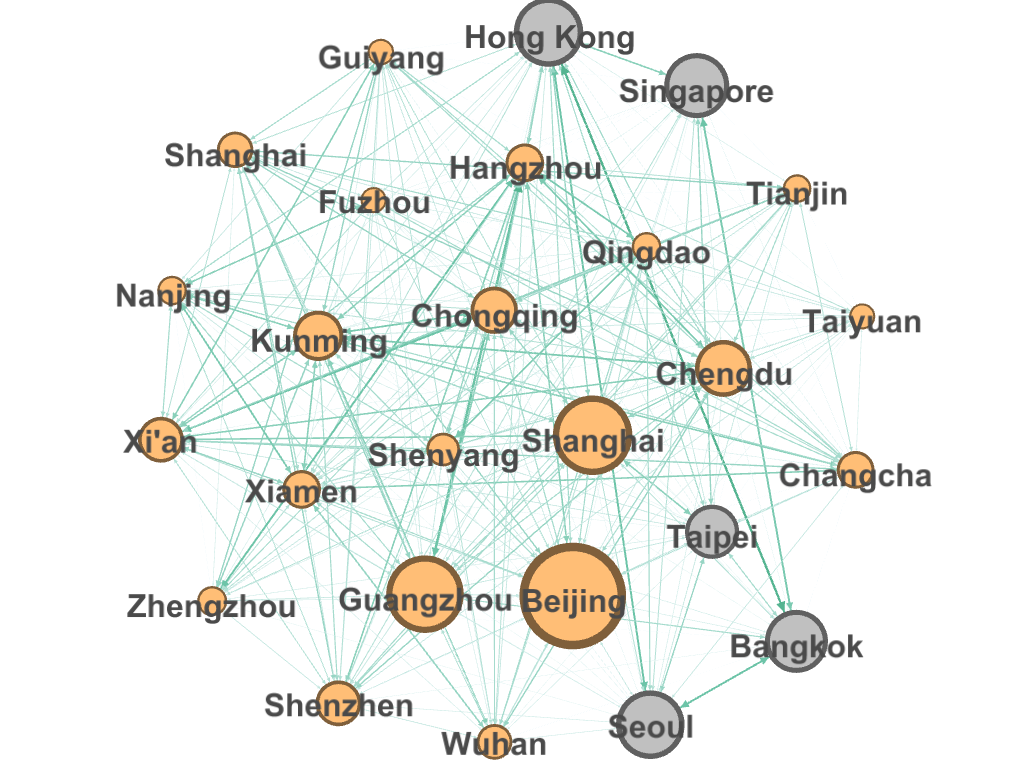 Hong Kong
Guiyang
Singapore
Shanghai
Hangzhou
Tianjin
Fuzhou
Qingdao
Nanjing
Chongqing
Taiyuan
Kunming
Chengdu
Xi'an
Shanghai
Shenyang
Changcha
Xiamen
Taipei
Zhengzhou
Guangzhou
Beijing
Bangkok
Shenzhen
Seoul
Wuhan